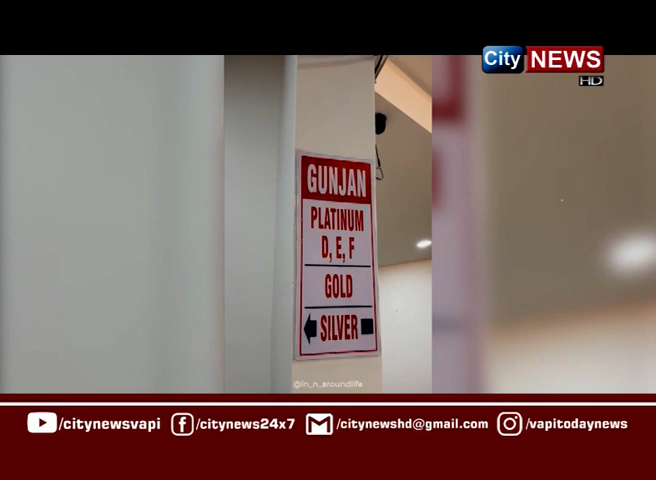 City NEWS
HD
GUNJAN
PLATINUM
D, E, F
GOLD
SILVER
@in_n_aroundlife
/citynewsvapi /citynews24x7 /citynewshd@gmail.com /vapitodaynews